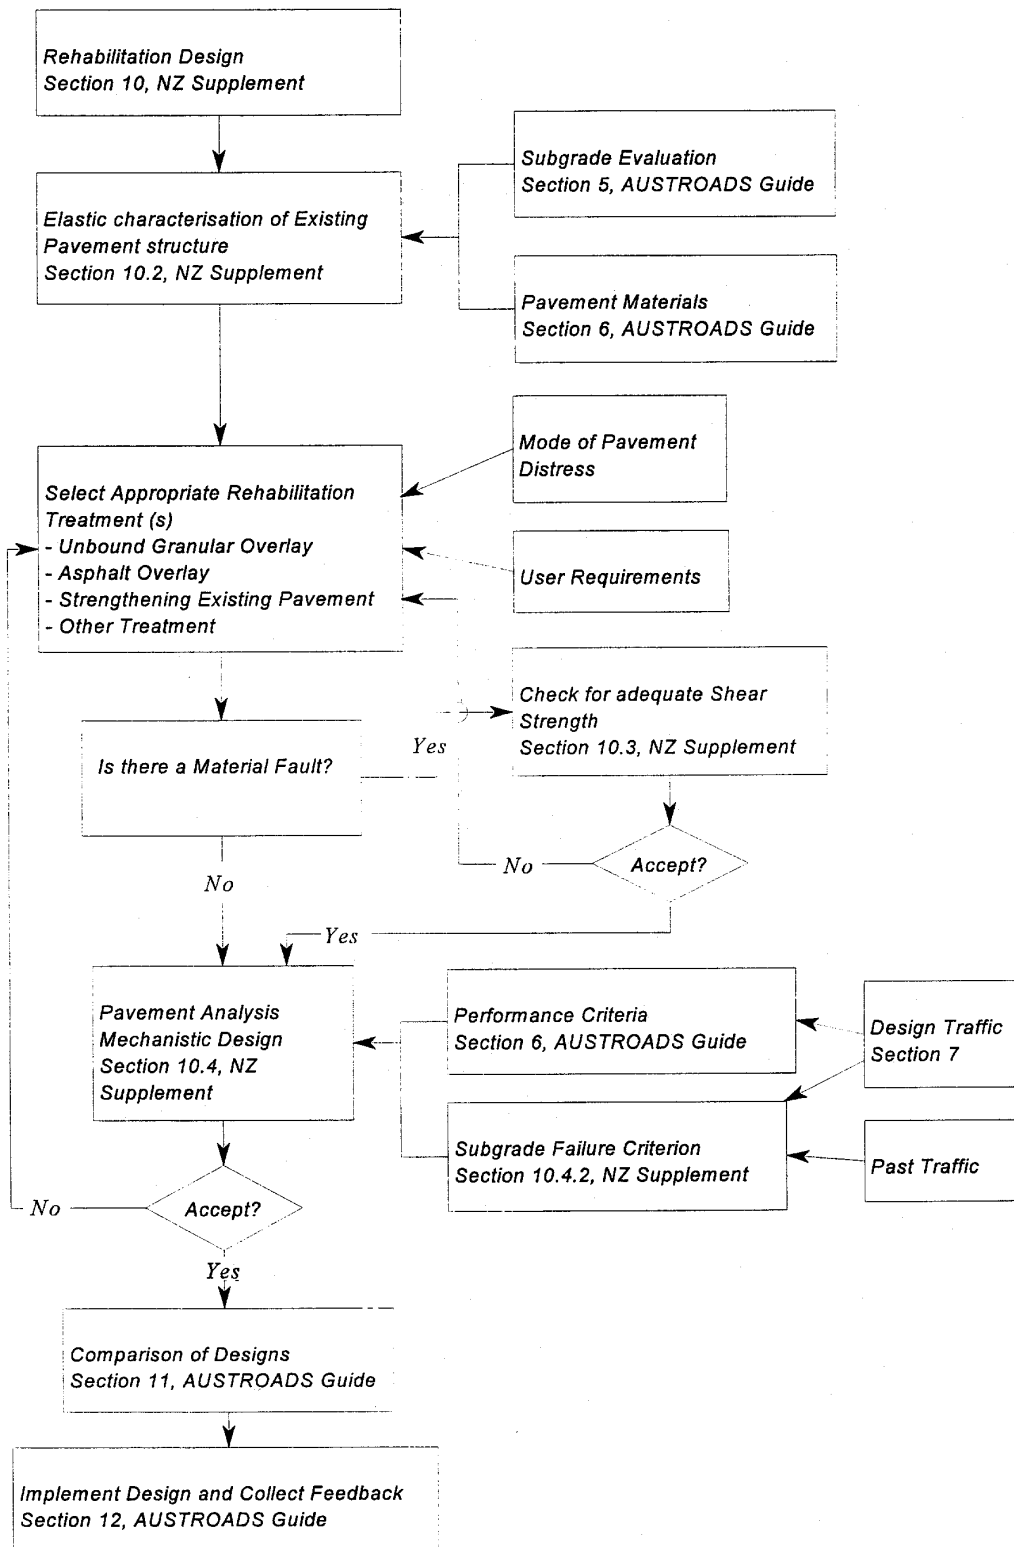 Rehabilitation Design
Section 10, NZ Supplement
Subgrade Evaluation
Section 5, AUSTROADS Guide
Elastic characterisation of Existing
Pavement structure
Section 10.2, NZ Supplement
Pavement Materials
Section 6, AUSTROADS Guide
Mode of Pavement
Distress
Select Appropriate Rehabilitation
Treatment (s)
- Unbound Granular Overlay
- Asphalt Overlay
- Strengthening Existing Pavement
- Other Treatment
User Requirements
Check for adequate Shear
Strength
Section 10.3, NZ Supplement
Yes
Is there a Material Fault?
Accept?
No
No
Yes
Pavement Analysis
Mechanistic Design
Section 10.4, NZ
Supplement
Performance Criteria
Section 6, AUSTROADS Guide
Design Traffic
Section 7
Subgrade Failure Criterion
Section 10.4.2, NZ Supplement
Past Traffic
No
Accept?
Yes
Comparison of Designs
Section 11, AUSTROADS Guide
Implement Design and Collect Feedback
Section 12, AUSTROADS Guide